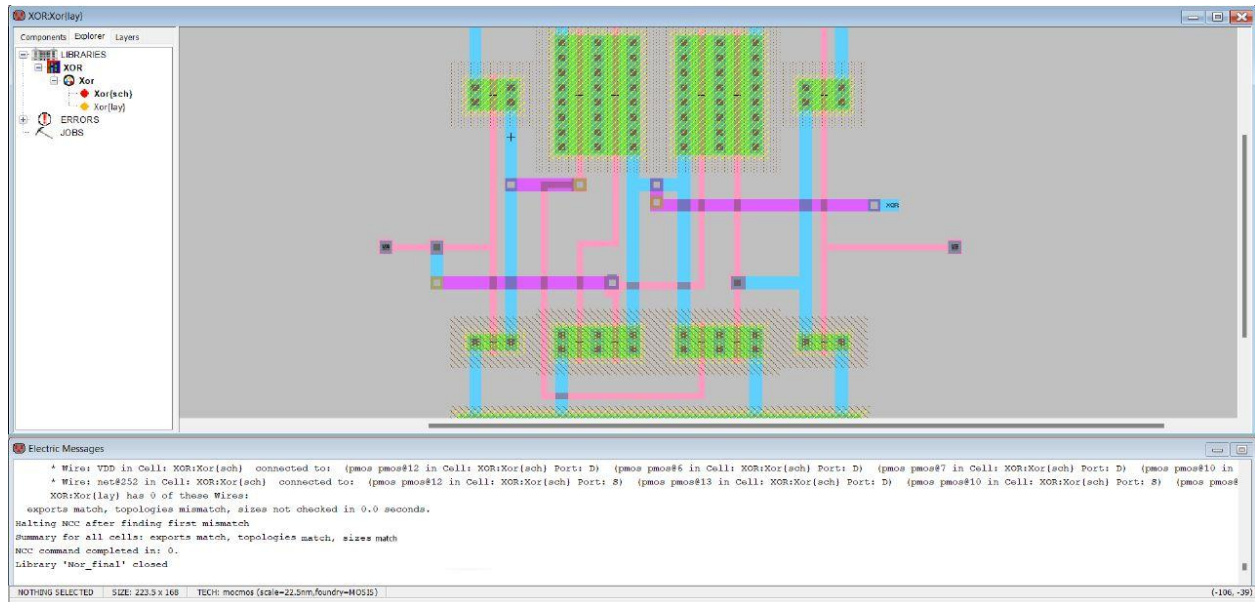 XOR:Xor{lay}
Components Explorer Layers
LIBRARIES
XOR
Xor
Xor{sch}
Xor{lay}
ERRORS
JOBS
XOR
Electric Messages
* Wire: VDD in Cell: XOR:Xor{sch} connected to: (pmos pmos@12 in Cell: XOR:Xor{sch} Port: D) (pmos pmos@6 in Cell: XOR:Xor{sch} Port: D) (pmos pmos@7 in Cell: XOR:Xor{sch} Port: D) (pmos pmos@10 in
* Wire: net@252 in Cell: XOR:Xor{sch} connected to: (pmos pmos@12 in Cell: XOR:Xor{sch} Port: S) (pmos pmos@13 in Cell: XOR:Xor{sch} Port: D) (pmos pmos@10 in Cell: XOR:Xor{sch} Port: S) (pmos pmos@
XOR:Xor{lay} has 0 of these Wires:
exports match, topologies mismatch, sizes not checked in 0.0 seconds.
Halting NCC after finding first mismatch
Summary for all cells: exports match, topologies match, sizes match
NCC command completed in: 0.
Library 'Nor_final' closed
NOTHING SELECTED SIZE: 223.5 x 168 TECH: mocmos (scale=22.5nm,foundry=MOSIS) (-106, -39)